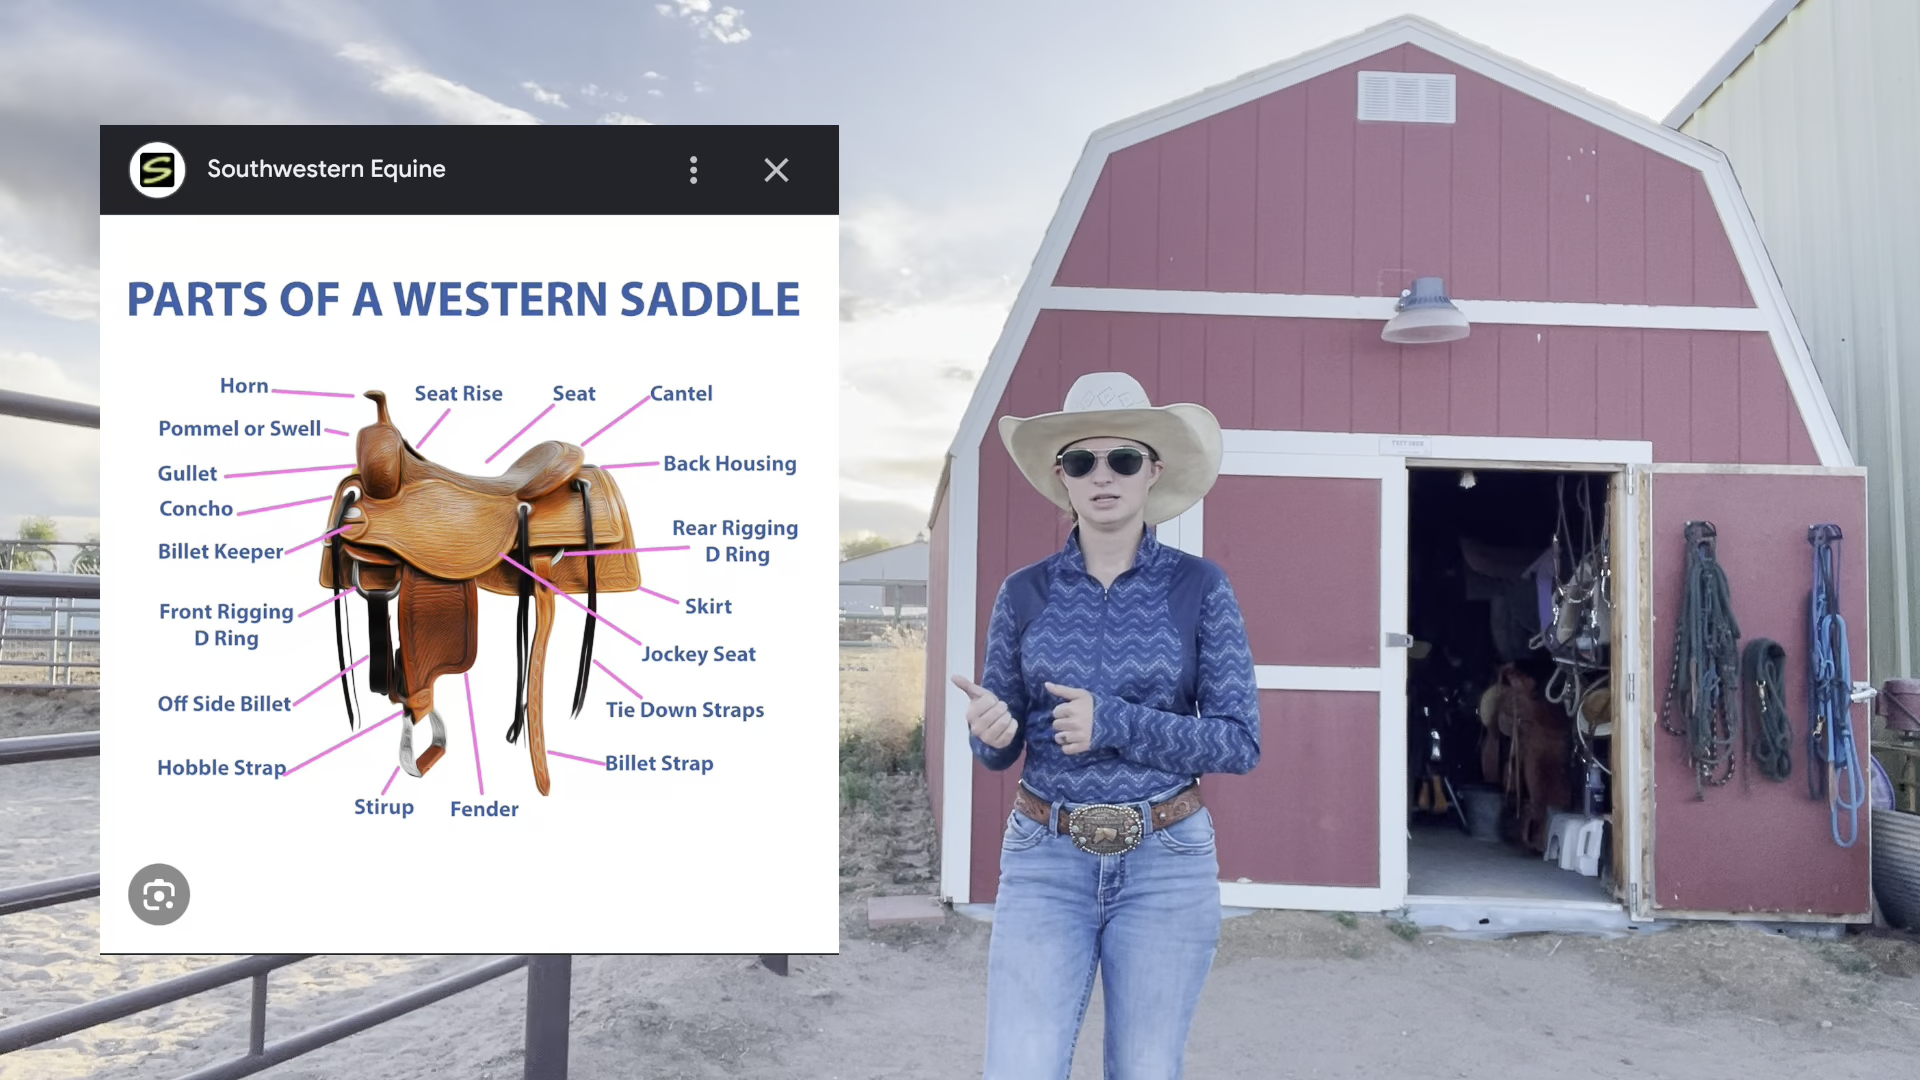 Southwestern Equine
PARTS OF A WESTERN SADDLE
Horn
Seat Rise
Seat
Cantel
Pommel or Swell
Back Housing
Gullet
Concho
Rear Rigging
D Ring
Billet Keeper
Skirt
Front Rigging
D Ring
Jockey Seat
Off Side Billet
Tie Down Straps
Hobble Strap
Billet Strap
Stirup
Fender